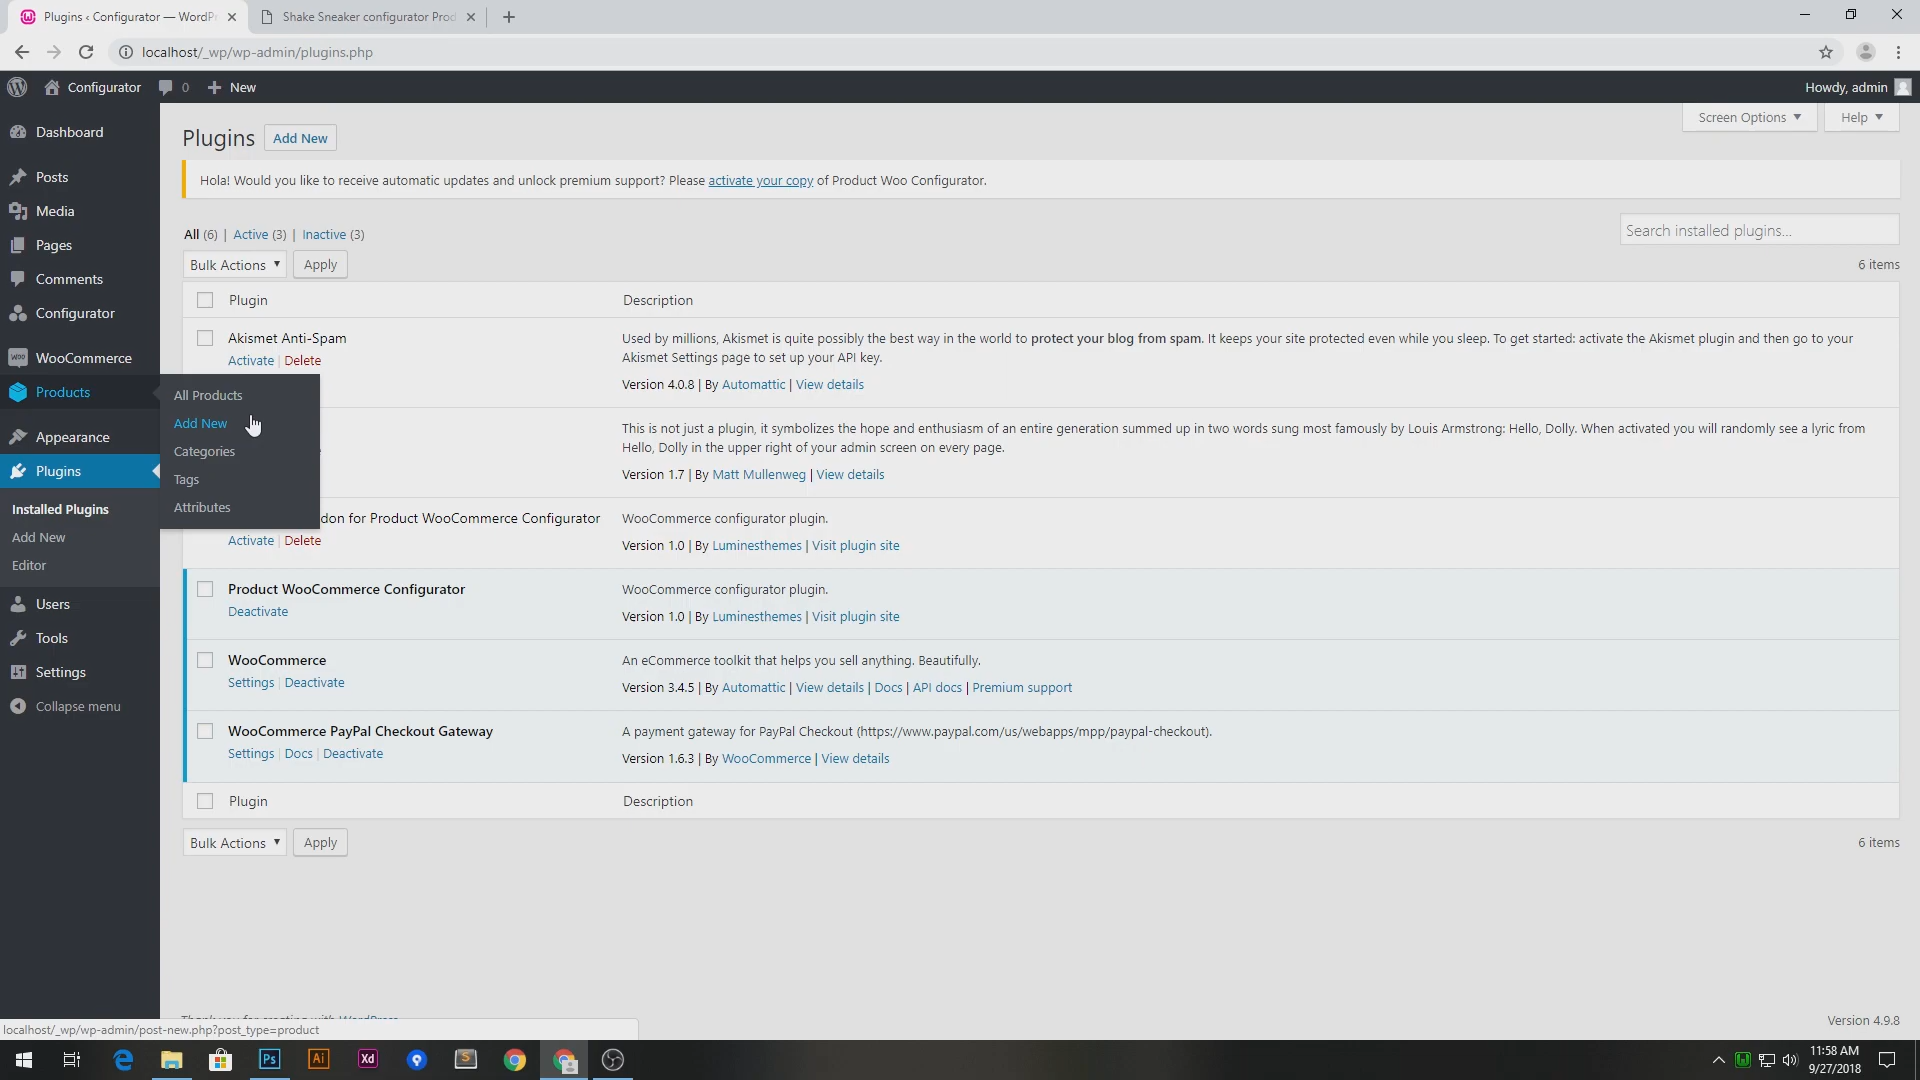 Plugins ‹ Configurator — WordPr
Shake Sneaker configurator Prod
localhost/_wp/wp-admin/plugins.php
Configurator
0
New
Howdy, admin
Dashboard
Posts
Media
Pages
Comments
Configurator
WooCommerce
Products
Appearance
Plugins
Installed Plugins
Add New
Editor
Users
Tools
Settings
Collapse menu
All Products
Add New
Categories
Tags
Attributes
Screen Options
Help
Plugins
Add New
Hola! Would you like to receive automatic updates and unlock premium support? Please activate your copy of Product Woo Configurator.
All (6) | Active (3) | Inactive (3)
Search installed plugins...
Bulk Actions
Apply
6 items
Plugin
Description
Akismet Anti-Spam
Activate | Delete
Used by millions, Akismet is quite possibly the best way in the world to protect your blog from spam. It keeps your site protected even while you sleep. To get started: activate the Akismet plugin and then go to your
Akismet Settings page to set up your API key.
Version 4.0.8 | By Automattic | View details
This is not just a plugin, it symbolizes the hope and enthusiasm of an entire generation summed up in two words sung most famously by Louis Armstrong: Hello, Dolly. When activated you will randomly see a lyric from
Hello, Dolly in the upper right of your admin screen on every page.
Version 1.7 | By Matt Mullenweg | View details
don for Product WooCommerce Configurator
Activate | Delete
WooCommerce configurator plugin.
Version 1.0 | By Luminesthemes | Visit plugin site
Product WooCommerce Configurator
Deactivate
WooCommerce configurator plugin.
Version 1.0 | By Luminesthemes | Visit plugin site
WooCommerce
Settings | Deactivate
An eCommerce toolkit that helps you sell anything. Beautifully.
Version 3.4.5 | By Automattic | View details | Docs | API docs | Premium support
WooCommerce PayPal Checkout Gateway
Settings | Docs | Deactivate
A payment gateway for PayPal Checkout (https://www.paypal.com/us/webapps/mpp/paypal-checkout).
Version 1.6.3 | By WooCommerce | View details
Plugin
Description
Bulk Actions
Apply
6 items
Version 4.9.8
localhost/_wp/wp-admin/post-new.php?post_type=product
Ps
Ai
Xd
S
11:58 AM
9/27/2018